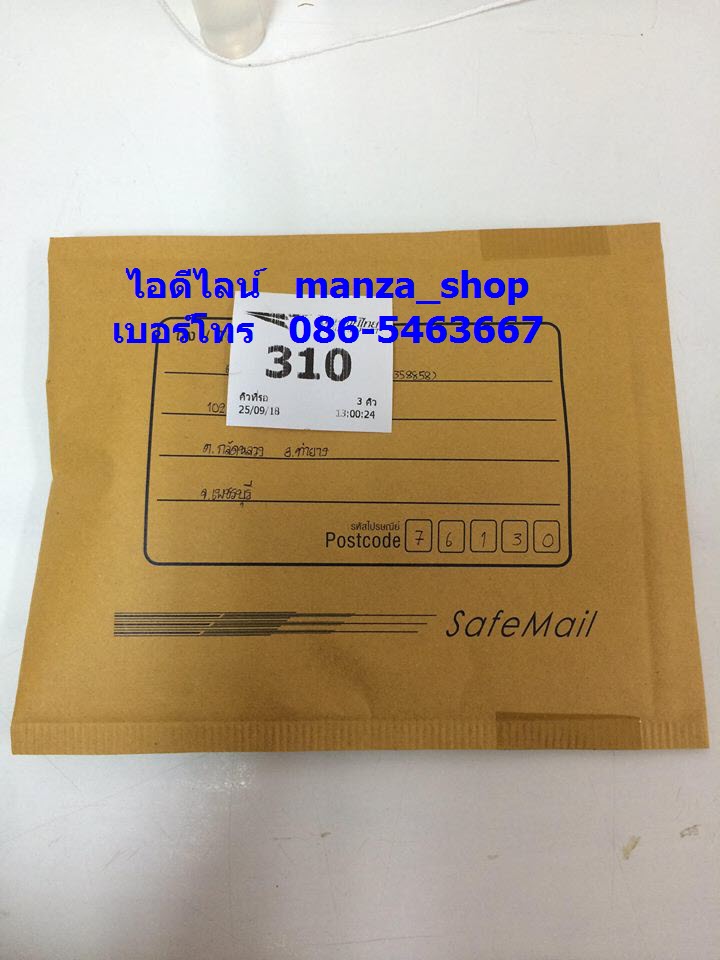 ไอดีไลน์ manza_shop
เบอร์โทร 086-5463667
310
358858)
คิวที่รอ 3 คิว
25/09/18 13:00:24
102
ต.กลัดหลวง อ.ท่ายาง
จ.เพชรบุรี
รหัสไปรษณีย์
Postcode 7 6 1 3 0
SafeMail